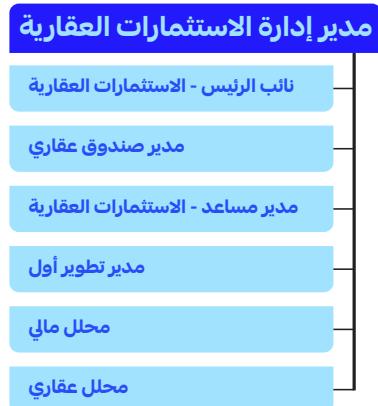 مدير إدارة الاستثمارات العقارية
نائب الرئيس - الاستثمارات العقارية
مدير صندوق عقاري
مدير مساعد - الاستثمارات العقارية
مدير تطوير أول
محلل مالي
محلل عقاري